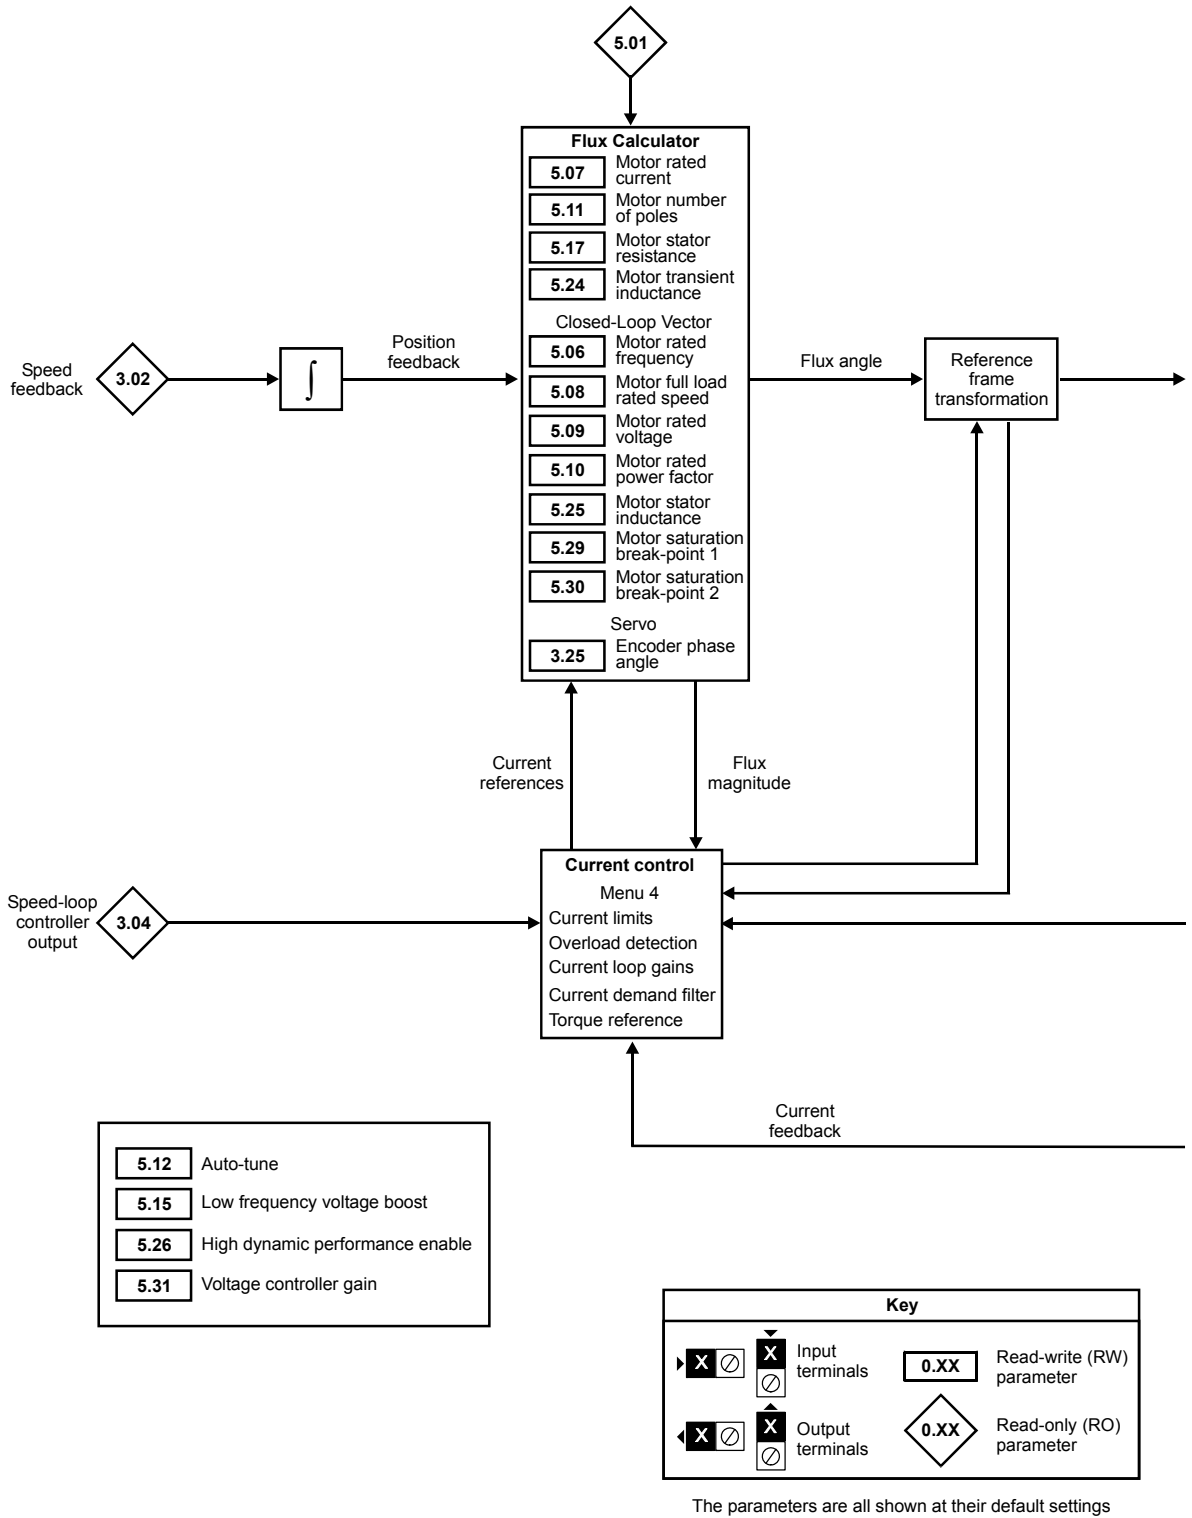 5.01
Flux Calculator
5.07
Motor rated
current
5.11
Motor number
of poles
5.17
Motor stator
resistance
5.24
Motor transient
inductance
Closed-Loop Vector
5.06
Motor rated
frequency
5.08
Motor full load
rated speed
5.09
Motor rated
voltage
5.10
Motor rated
power factor
5.25
Motor stator
inductance
5.29
Motor saturation
break-point 1
5.30
Motor saturation
break-point 2
Servo
3.25
Encoder phase
angle
Speed
feedback
3.02
∫
Position
feedback
Flux angle
Reference
frame
transformation
Current
references
Flux
magnitude
Speed-loop
controller
output
3.04
Current control
Menu 4
Current limits
Overload detection
Current loop gains
Current demand filter
Torque reference
Current
feedback
5.12
Auto-tune
5.15
Low frequency voltage boost
5.26
High dynamic performance enable
5.31
Voltage controller gain
Key
X
X
Input
terminals
0.XX
Read-write (RW)
parameter
X
X
Output
terminals
0.XX
Read-only (RO)
parameter
The parameters are all shown at their default settings